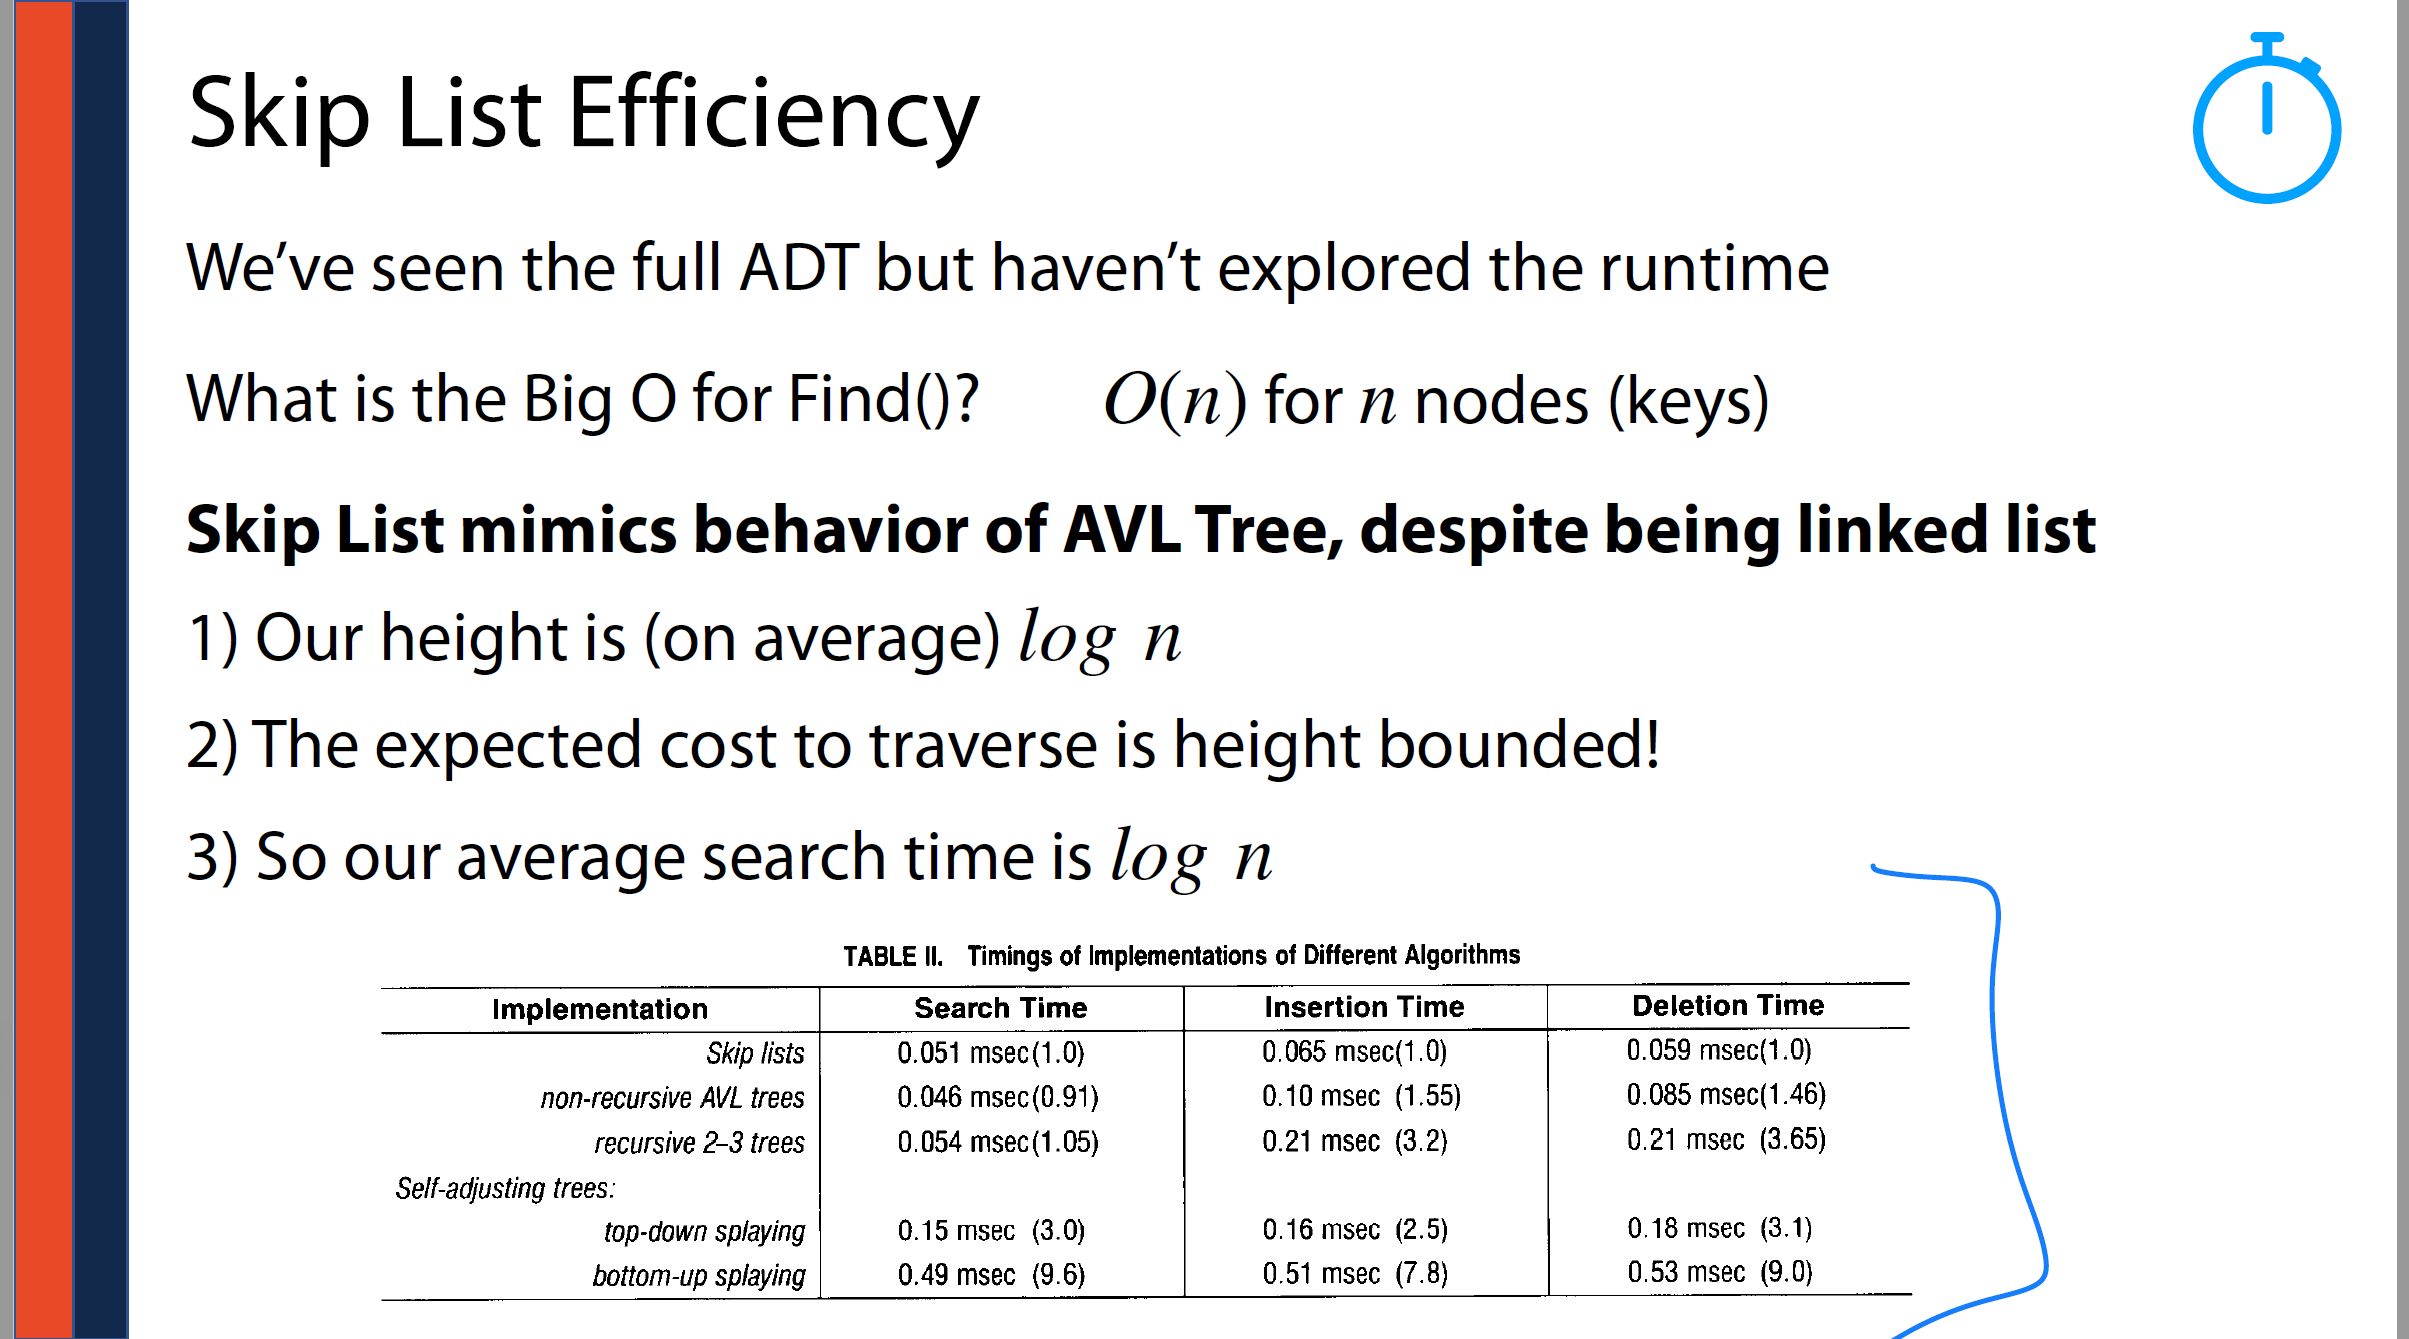 Skip List Efficiency
We’ve seen the full ADT but haven’t explored the runtime
What is the Big O for Find()? O(n) for n nodes (keys)
Skip List mimics behavior of AVL Tree, despite being linked list
1) Our height is (on average) log n
2) The expected cost to traverse is height bounded!
3) So our average search time is log n
TABLE II. Timings of Implementations of Different Algorithms
Implementation Search Time Insertion Time Deletion Time
Skip lists 0.051 msec(1.0) 0.065 msec(1.0) 0.059 msec(1.0)
non-recursive AVL trees 0.046 msec(0.91) 0.10 msec (1.55) 0.085 msec(1.46)
recursive 2–3 trees 0.054 msec(1.05) 0.21 msec (3.2) 0.21 msec (3.65)
Self-adjusting trees:
top-down splaying 0.15 msec (3.0) 0.16 msec (2.5) 0.18 msec (3.1)
bottom-up splaying 0.49 msec (9.6) 0.51 msec (7.8) 0.53 msec (9.0)